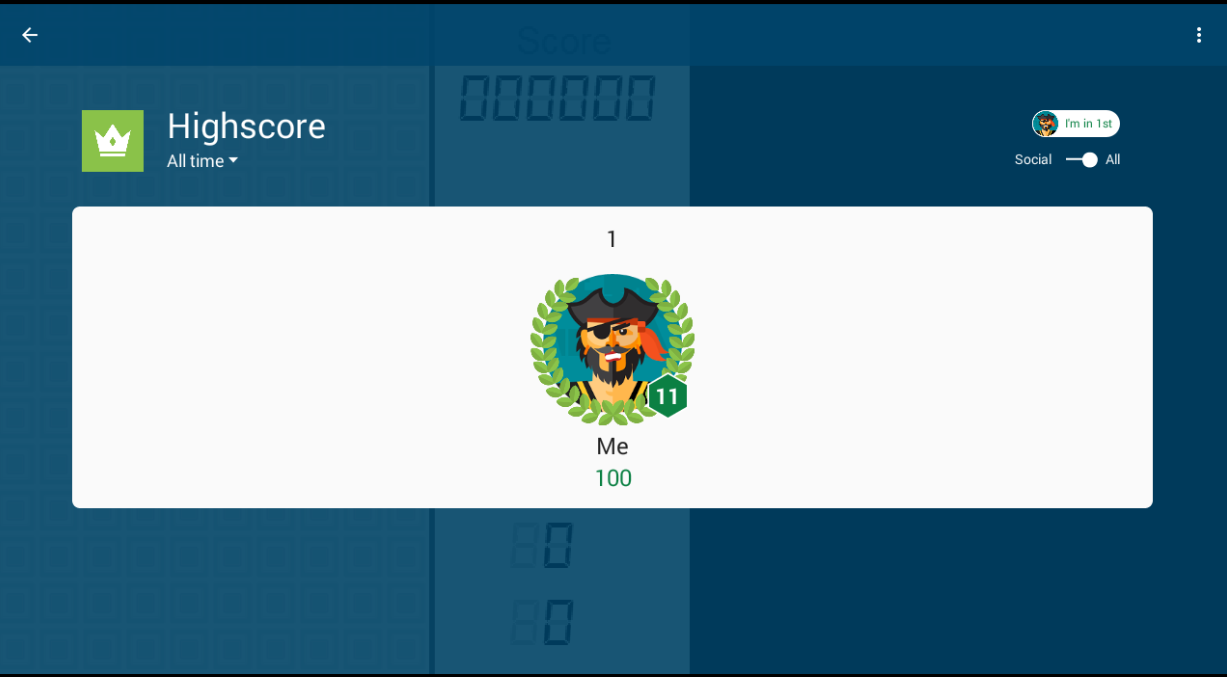 Score
000000
Highscore
All time
I'm in 1st
Social All
1
11
Me
100
0
0